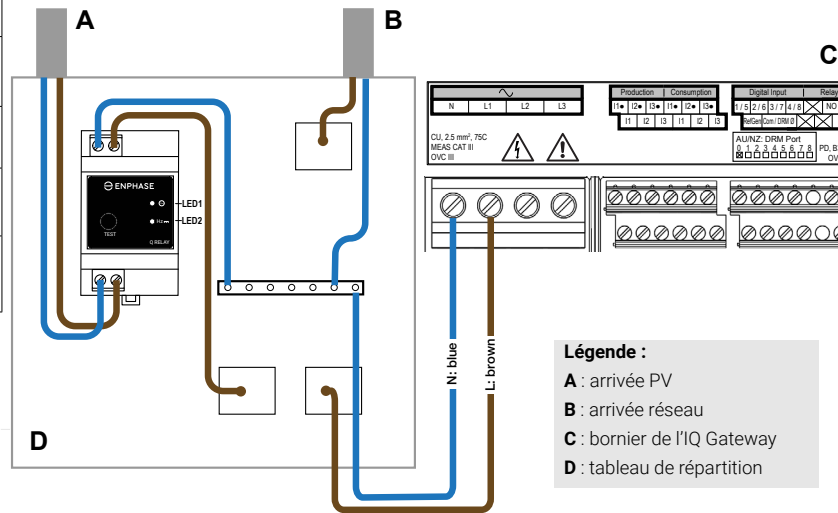 A
B
C
ENPHASE
LED1
Hz
LED2
TEST
Q RELAY
D
N: blue
L: brown
N L1 L2 L3
Production Consumption
I1 I2 I3 I1 I2 I3
I1 I2 I3 I1 I2 I3
Digital Input Relay
1 / 5 2 / 6 3 / 7 4 / 8 NO
RefGen Com / DRM Ø
CU, 2.5 mm², 75C
MEAS CAT III
OVC III
AU/NZ: DRM Port
0 1 2 3 4 5 6 7 8
Légende :
A : arrivée PV
B : arrivée réseau
C : bornier de l'IQ Gateway
D : tableau de répartition